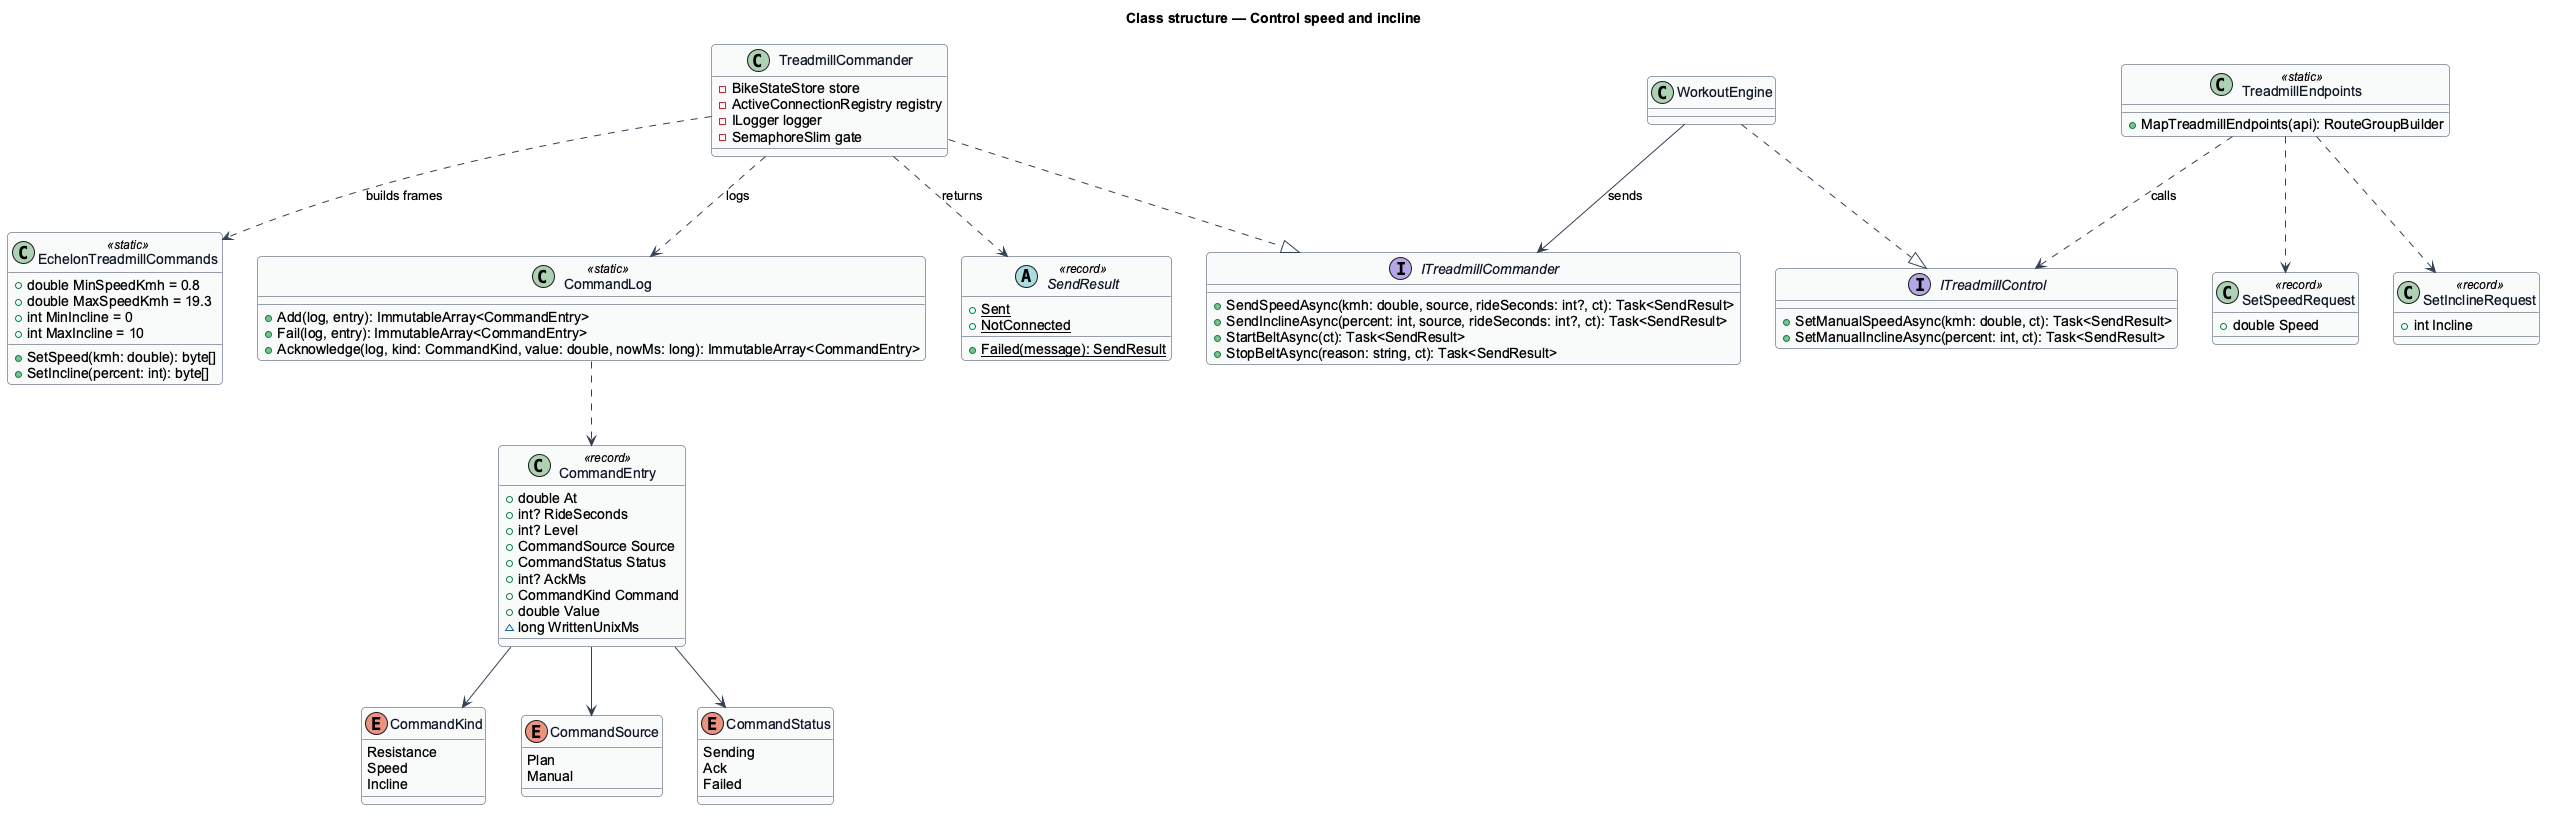 Class structure — Control speed and incline
C TreadmillCommander
BikeStateStore store
ActiveConnectionRegistry registry
ILogger logger
SemaphoreSlim gate
C WorkoutEngine
«static»
C TreadmillEndpoints
MapTreadmillEndpoints(api): RouteGroupBuilder
builds frames
logs
returns
sends
calls
«static»
C EchelonTreadmillCommands
double MinSpeedKmh = 0.8
double MaxSpeedKmh = 19.3
int MinIncline = 0
int MaxIncline = 10
SetSpeed(kmh: double): byte[]
SetIncline(percent: int): byte[]
«static»
C CommandLog
Add(log, entry): ImmutableArray<CommandEntry>
Fail(log, entry): ImmutableArray<CommandEntry>
Acknowledge(log, kind: CommandKind, value: double, nowMs: long): ImmutableArray<CommandEntry>
«record»
A SendResult
Sent
NotConnected
Failed(message): SendResult
I ITreadmillCommander
SendSpeedAsync(kmh: double, source, rideSeconds: int?, ct): Task<SendResult>
SendInclineAsync(percent: int, source, rideSeconds: int?, ct): Task<SendResult>
StartBeltAsync(ct): Task<SendResult>
StopBeltAsync(reason: string, ct): Task<SendResult>
I ITreadmillControl
SetManualSpeedAsync(kmh: double, ct): Task<SendResult>
SetManualInclineAsync(percent: int, ct): Task<SendResult>
«record»
C SetSpeedRequest
double Speed
«record»
C SetInclineRequest
int Incline
«record»
C CommandEntry
double At
int? RideSeconds
int? Level
CommandSource Source
CommandStatus Status
int? AckMs
CommandKind Command
double Value
long WrittenUnixMs
E CommandKind
Resistance
Speed
Incline
E CommandSource
Plan
Manual
E CommandStatus
Sending
Ack
Failed